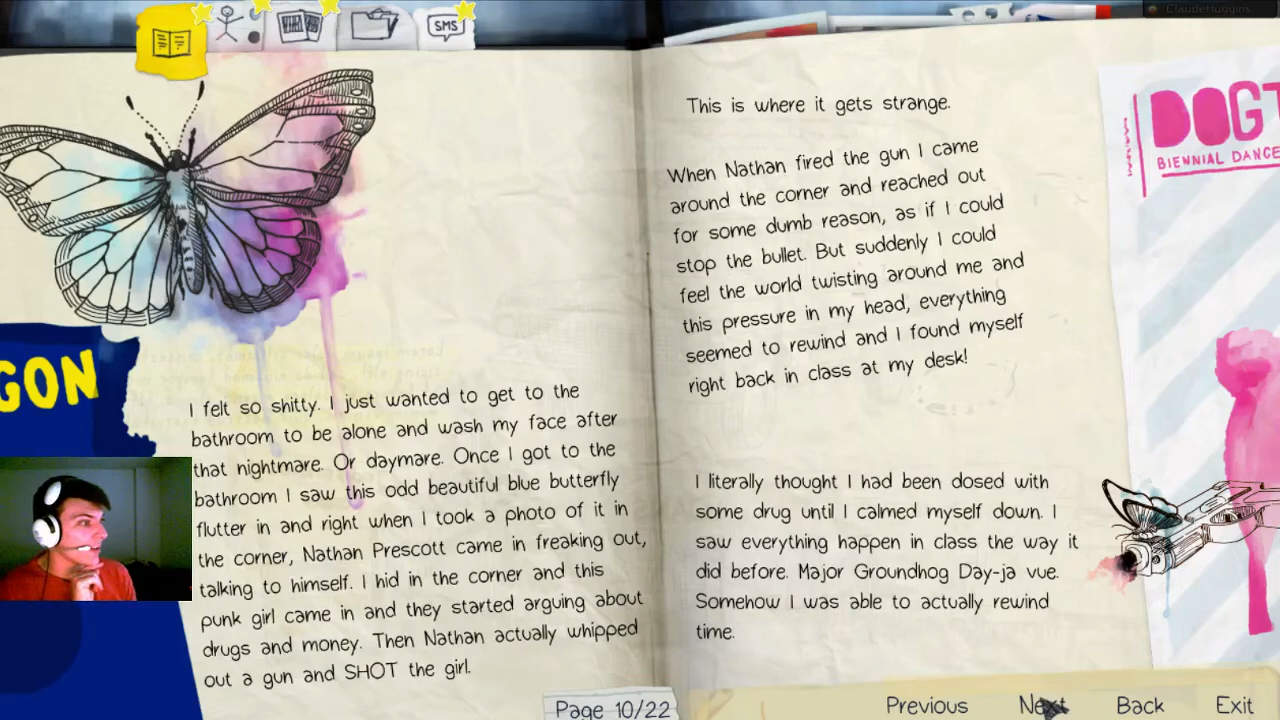 SMS
ClaudeHuggins
GON
I felt so shitty. I just wanted to get to the
bathroom to be alone and wash my face after
that nightmare. Or daymare. Once I got to the
bathroom I saw this odd beautiful blue butterfly
flutter in and right when I took a photo of it in
the corner, Nathan Prescott came in freaking out,
talking to himself. I hid in the corner and this
punk girl came in and they started arguing about
drugs and money. Then Nathan actually whipped
out a gun and SHOT the girl.
This is where it gets strange.
When Nathan fired the gun I came
around the corner and reached out
for some dumb reason, as if I could
stop the bullet. But suddenly I could
feel the world twisting around me and
this pressure in my head, everything
seemed to rewind and I found myself
right back in class at my desk!
I literally thought I had been dosed with
some drug until I calmed myself down. I
saw everything happen in class the way it
did before. Major Groundhog Day-ja vue.
Somehow I was able to actually rewind
time.
DOGT
BIENNIAL DANCE
Page 10/22
Previous
Next
Back
Exit